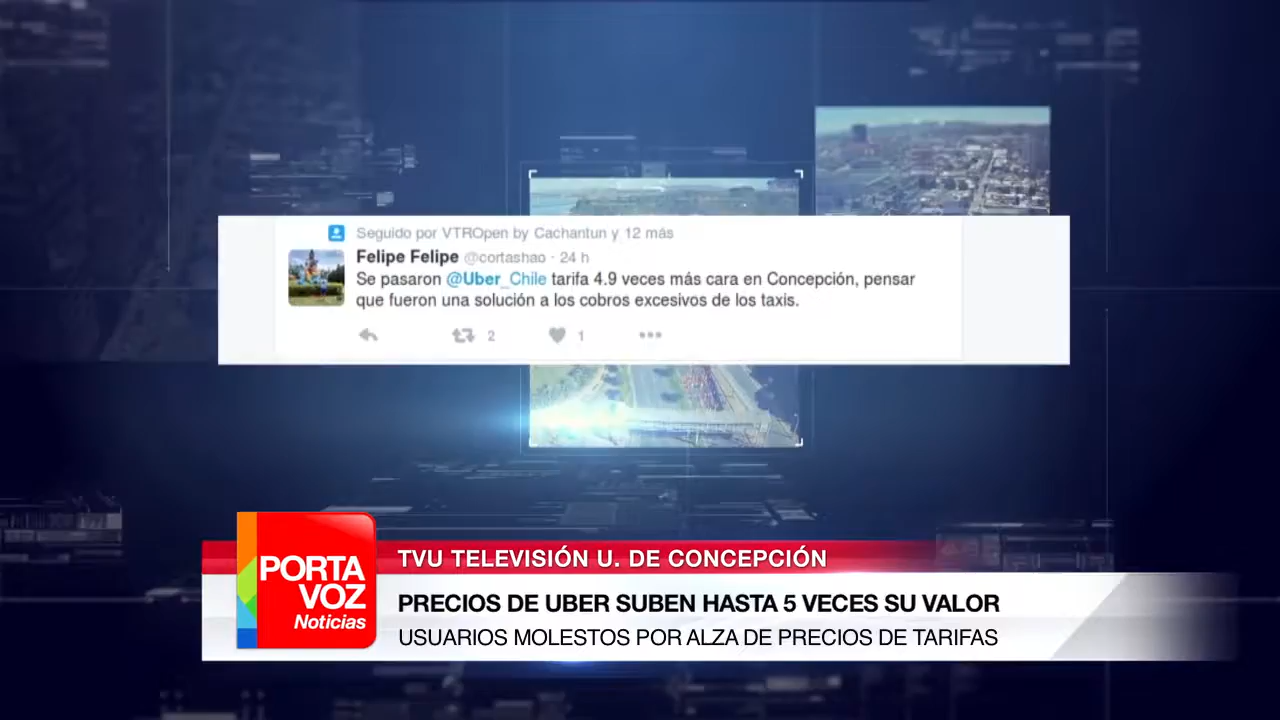 Seguido por VTROpen by Cachantun y 12 más
Felipe Felipe @cortashao · 24 h
Se pasaron @Uber_Chile tarifa 4.9 veces más cara en Concepción, pensar
que fueron una solución a los cobros excesivos de los taxis.
2 1
PORTA
VOZ
Noticias
TVU TELEVISIÓN U. DE CONCEPCIÓN
PRECIOS DE UBER SUBEN HASTA 5 VECES SU VALOR
USUARIOS MOLESTOS POR ALZA DE PRECIOS DE TARIFAS